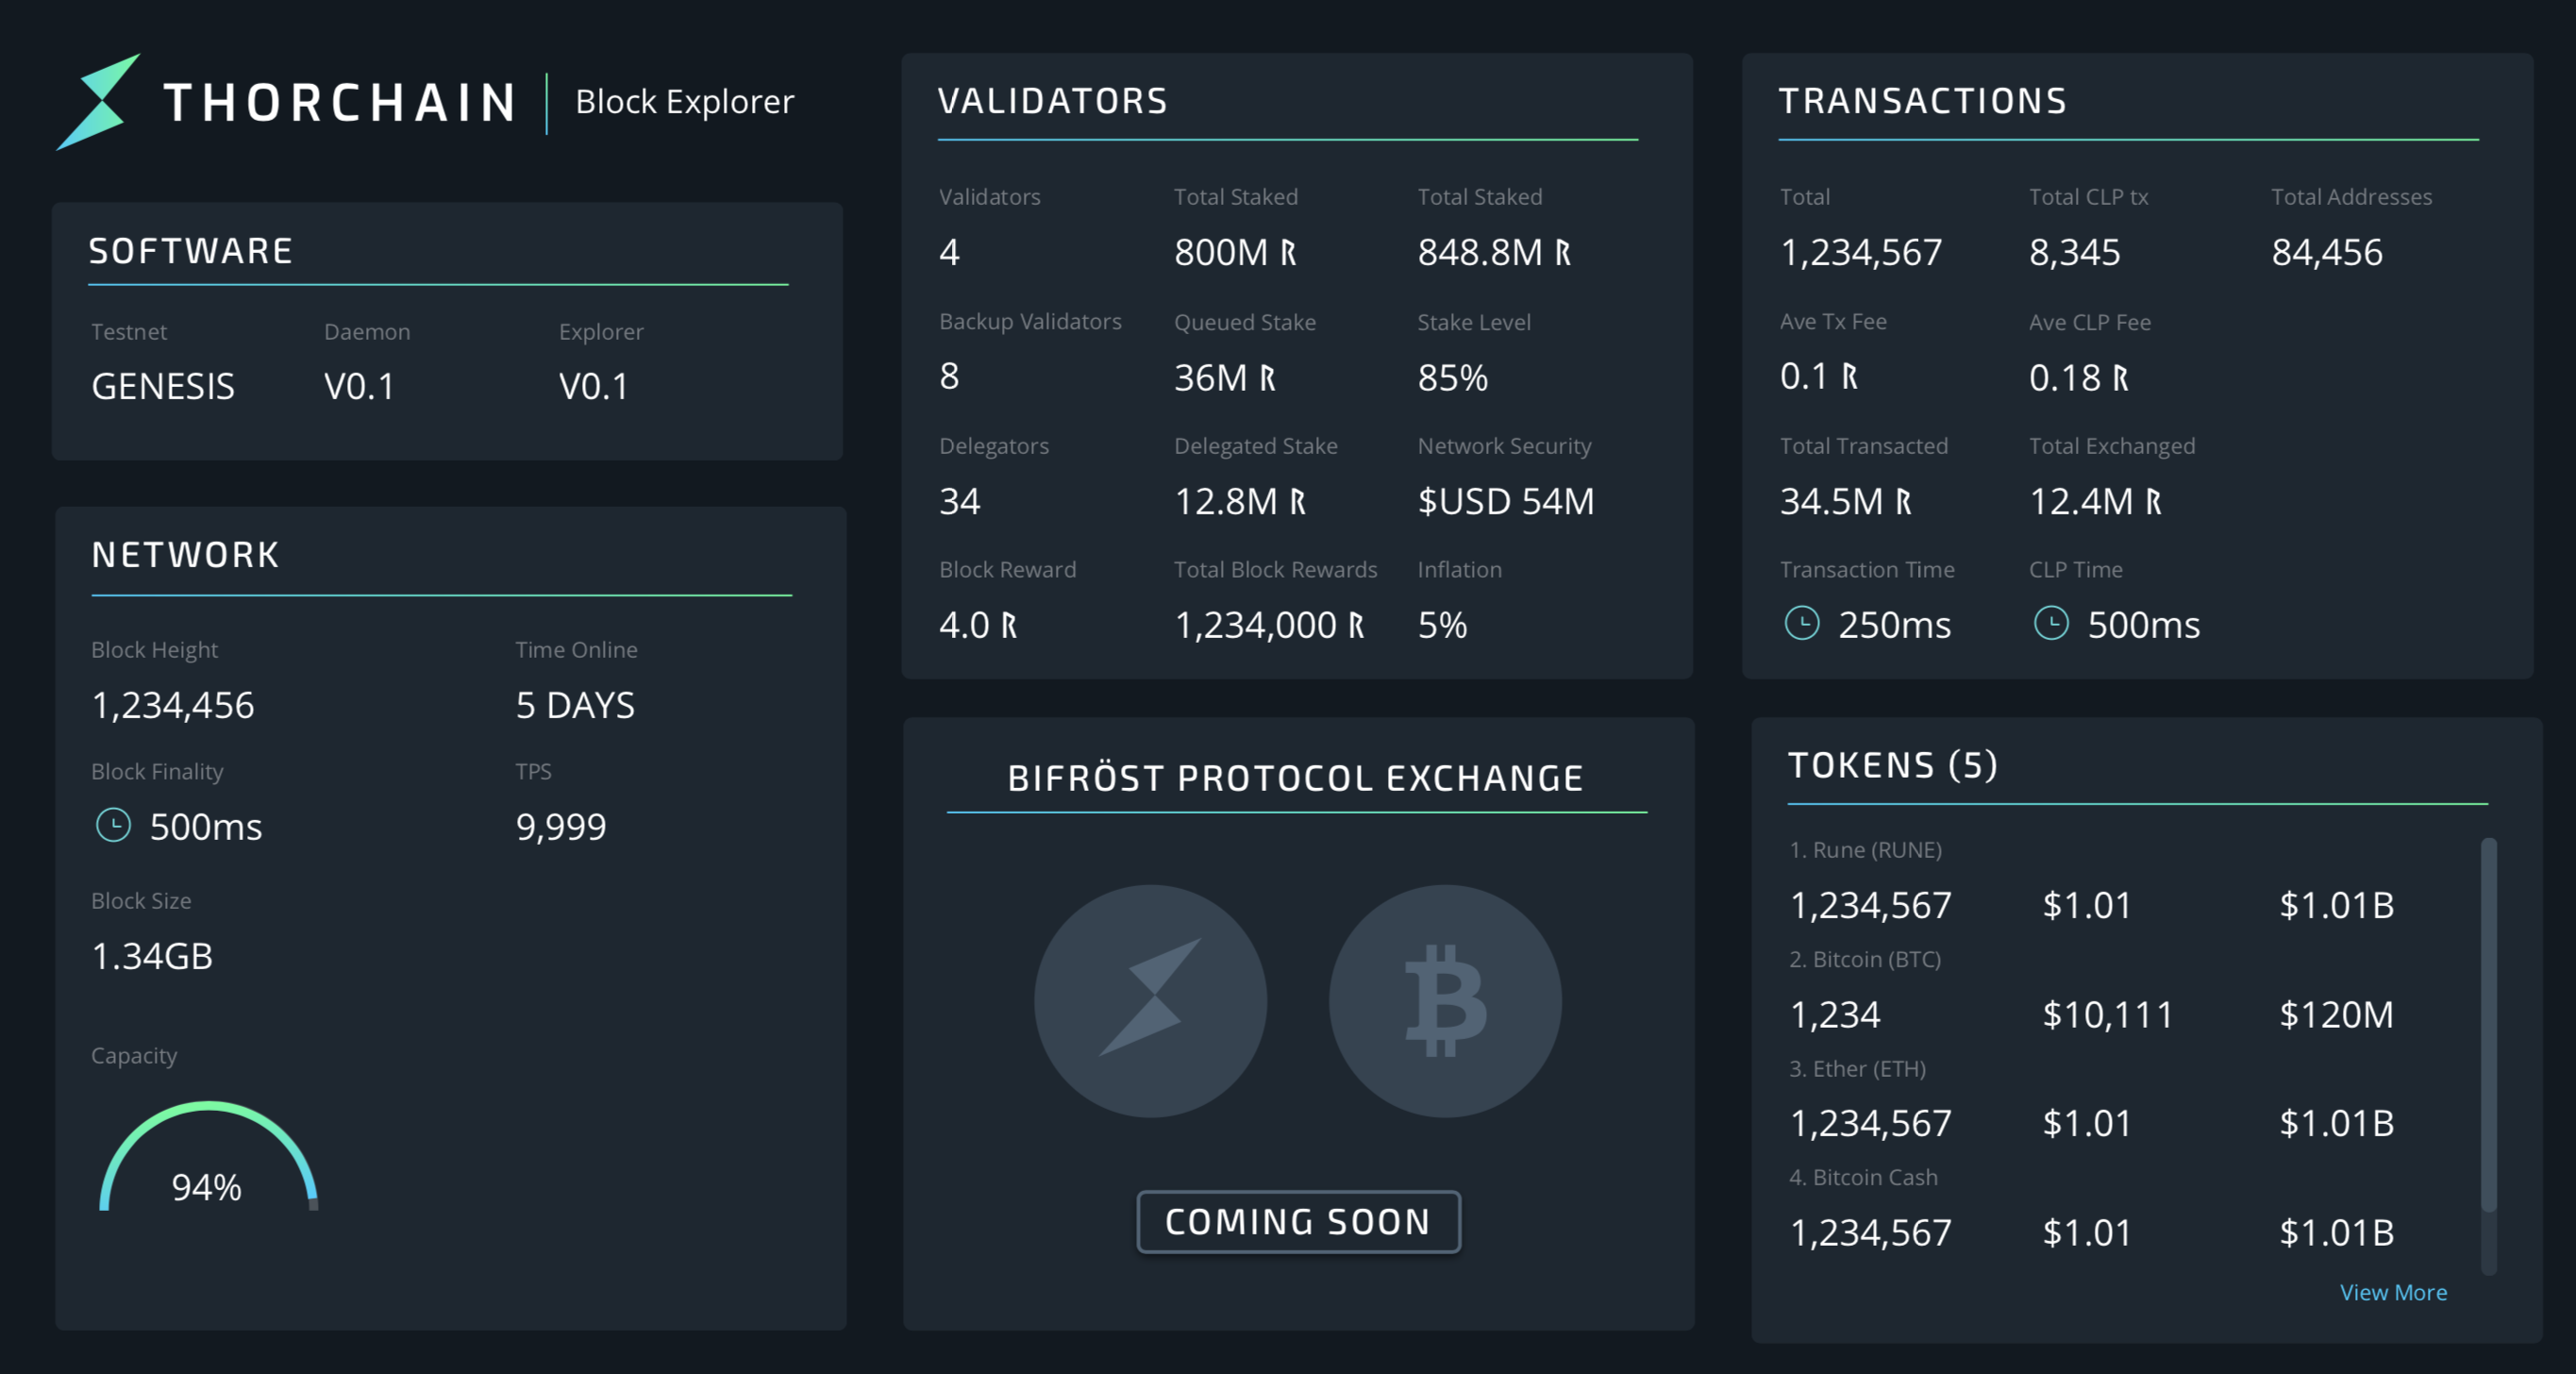 THORCHAIN
Block Explorer
SOFTWARE
Testnet Daemon Explorer
GENESIS V0.1 V0.1
NETWORK
Block Height Time Online
1,234,456 5 DAYS
Block Finality TPS
500ms 9,999
Block Size
1.34GB
Capacity
94%
VALIDATORS
Validators Total Staked Total Staked
4 800M ᚱ 848.8M ᚱ
Backup Validators Queued Stake Stake Level
8 36M ᚱ 85%
Delegators Delegated Stake Network Security
34 12.8M ᚱ $USD 54M
Block Reward Total Block Rewards Inflation
4.0 ᚱ 1,234,000 ᚱ 5%
BIFRÖST PROTOCOL EXCHANGE
COMING SOON
TRANSACTIONS
Total Total CLP tx Total Addresses
1,234,567 8,345 84,456
Ave Tx Fee Ave CLP Fee
0.1 ᚱ 0.18 ᚱ
Total Transacted Total Exchanged
34.5M ᚱ 12.4M ᚱ
Transaction Time CLP Time
250ms 500ms
TOKENS (5)
1. Rune (RUNE)
1,234,567 $1.01 $1.01B
2. Bitcoin (BTC)
1,234 $10,111 $120M
3. Ether (ETH)
1,234,567 $1.01 $1.01B
4. Bitcoin Cash
1,234,567 $1.01 $1.01B
View More